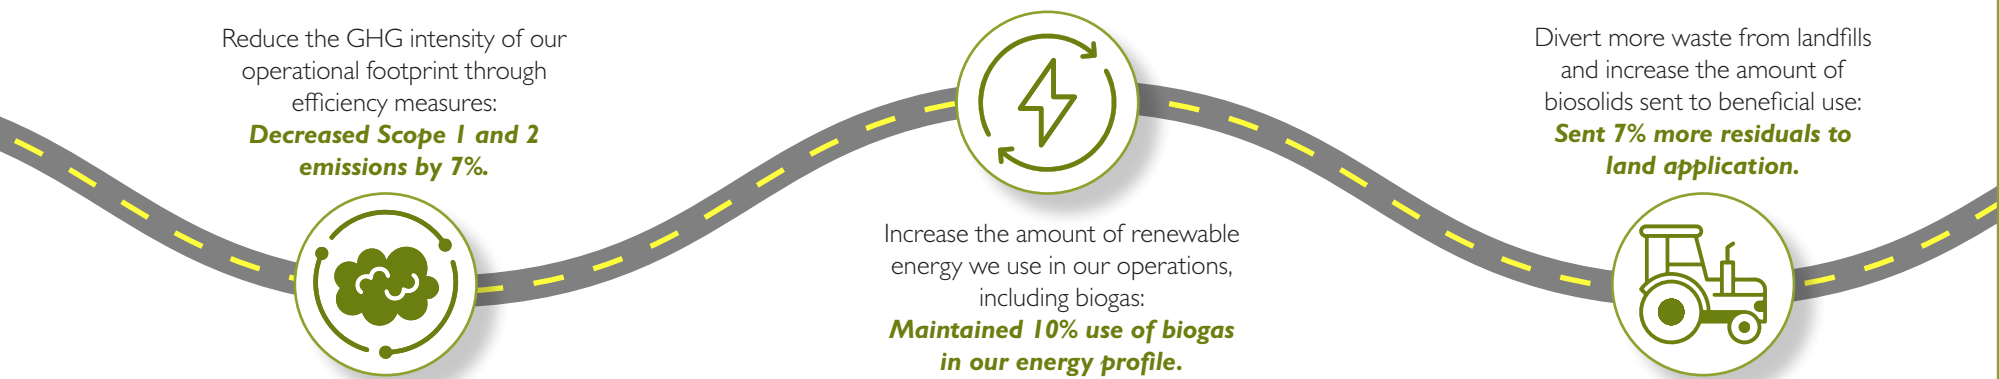 Reduce the GHG intensity of our
operational footprint through
efficiency measures:
Decreased Scope 1 and 2
emissions by 7%.
Increase the amount of renewable
energy we use in our operations,
including biogas:
Maintained 10% use of biogas
in our energy profile.
Divert more waste from landfills
and increase the amount of
biosolids sent to beneficial use:
Sent 7% more residuals to
land application.